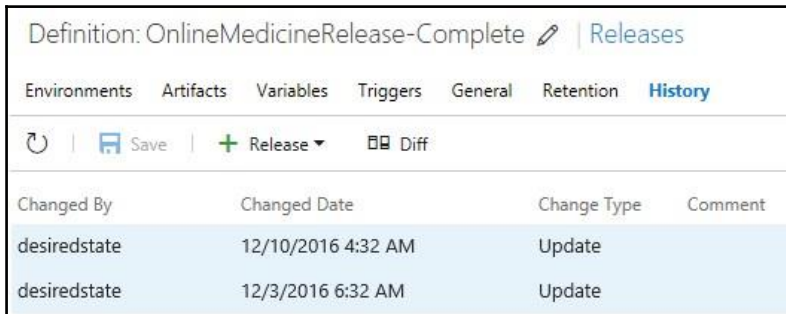 Definition: OnlineMedicineRelease-Complete | Releases
Environments Artifacts Variables Triggers General Retention History
Save Release Diff
Changed By Changed Date Change Type Comment
desiredstate 12/10/2016 4:32 AM Update
desiredstate 12/3/2016 6:32 AM Update